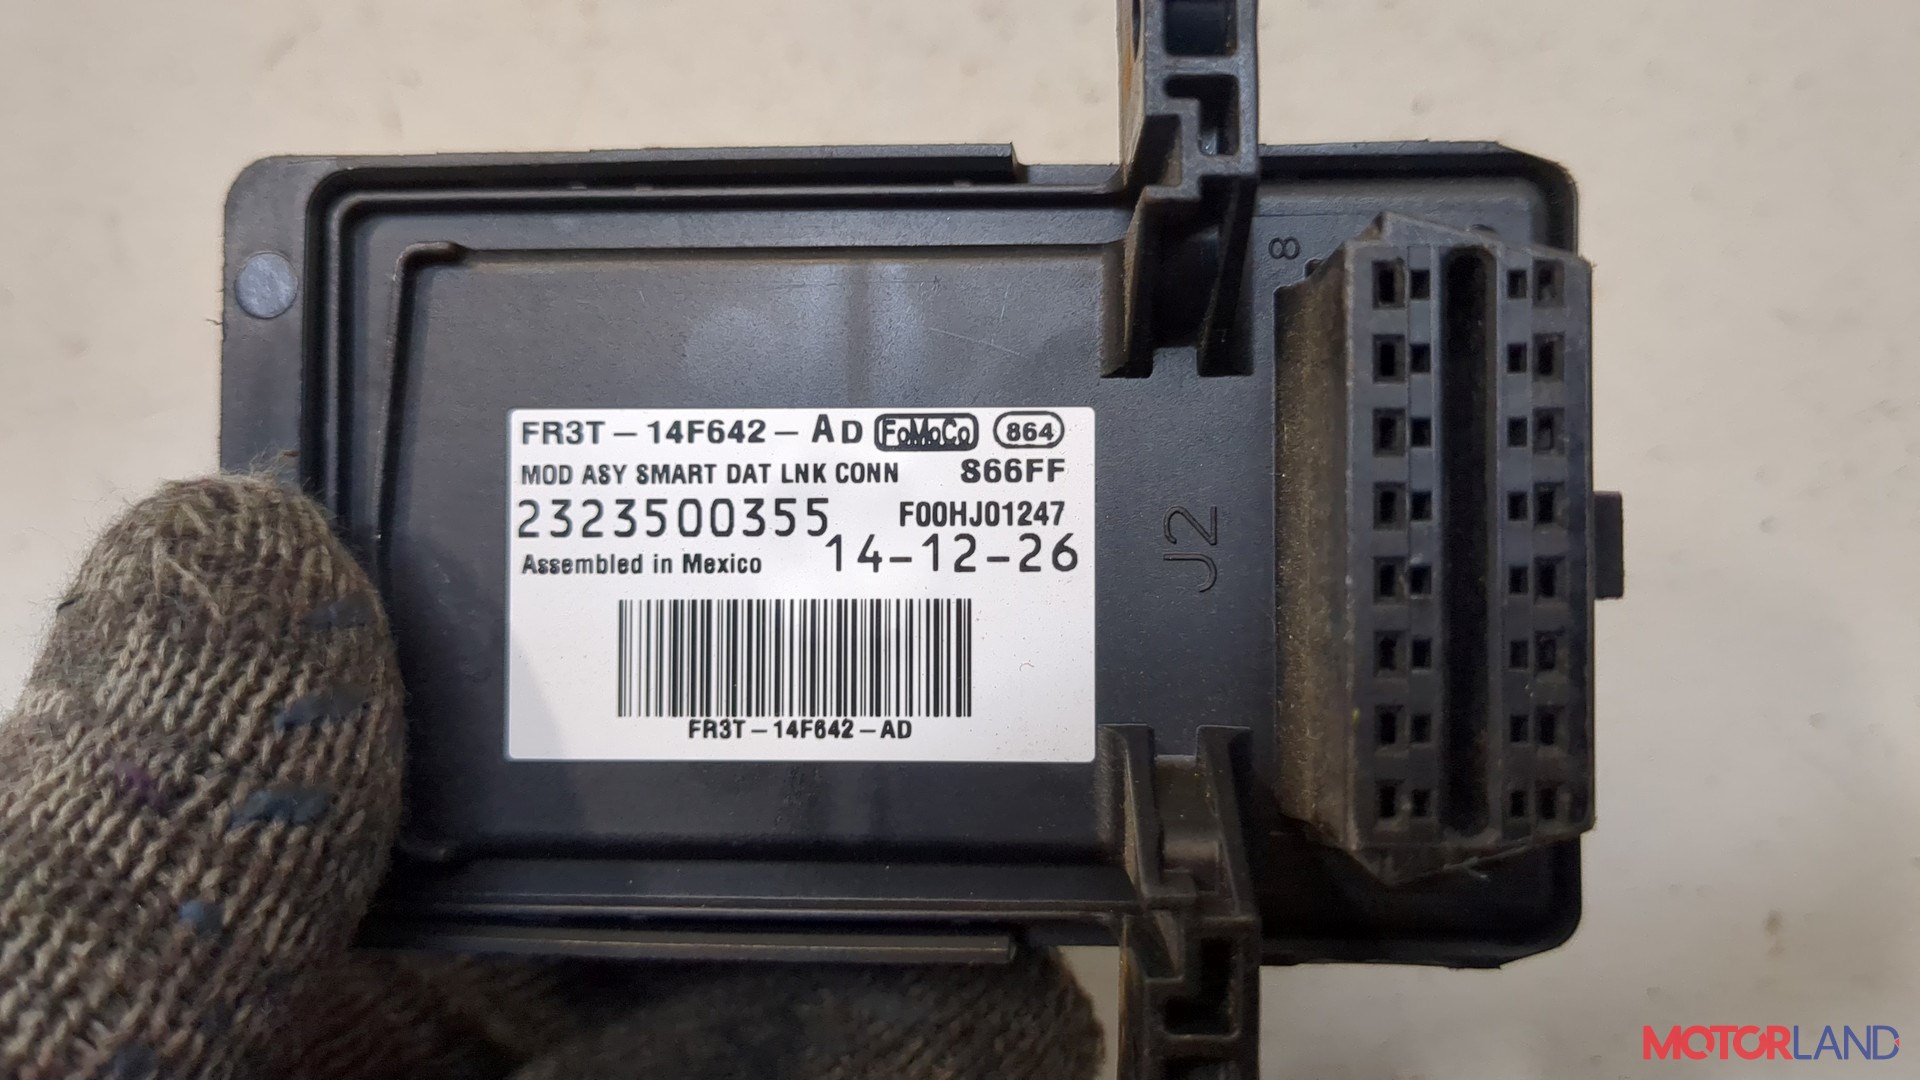 8
FR3T-14F642-AD FoMoCo 864
MOD ASY SMART DAT LNK CONN 866FF
2323500355 F00HJ01247
Assembled in Mexico 14-12-26
FR3T-14F642-AD
J2
MOTORLAND